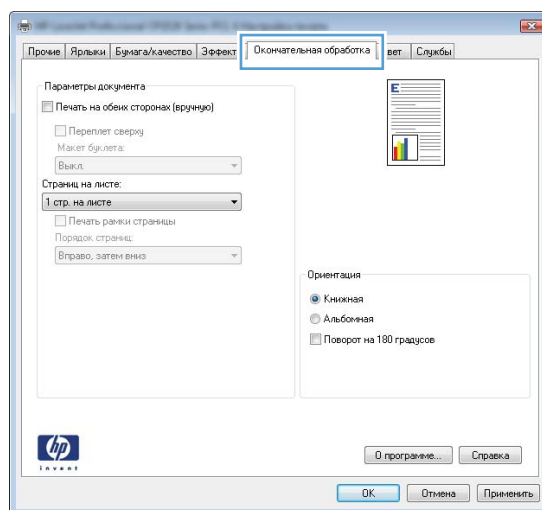 Прочие Ярлыки Бумага/качество Эффект Окончательная обработка вет Службы
Параметры документа
Печать на обеих сторонах (вручную)
Переплет сверху
Макет буклета:
Выкл.
Страниц на листе:
1 стр. на листе
Печать рамки страницы
Порядок страниц:
Вправо, затем вниз
E
Ориентация
Книжная
Альбомная
Поворот на 180 градусов
hp
invent
О программе... Справка
OK Отмена Применить